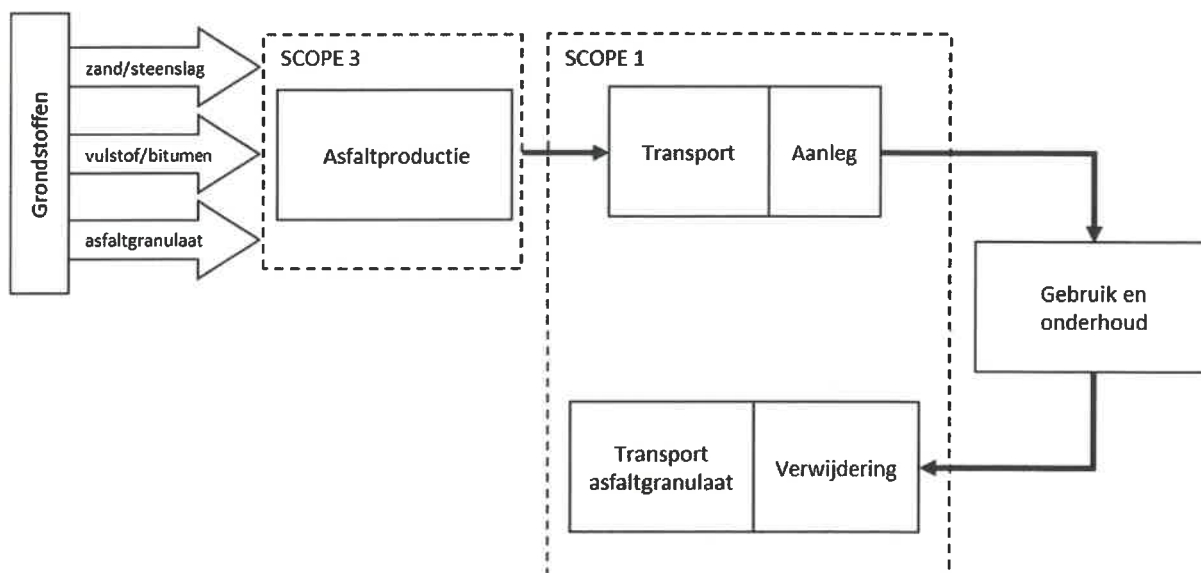 Grondstoffen
zand/steenslag
vulstof/bitumen
asfaltgranulaat
SCOPE 3
Asfaltproductie
SCOPE 1
Transport
Aanleg
Gebruik en
onderhoud
Transport
asfaltgranulaat
Verwijdering